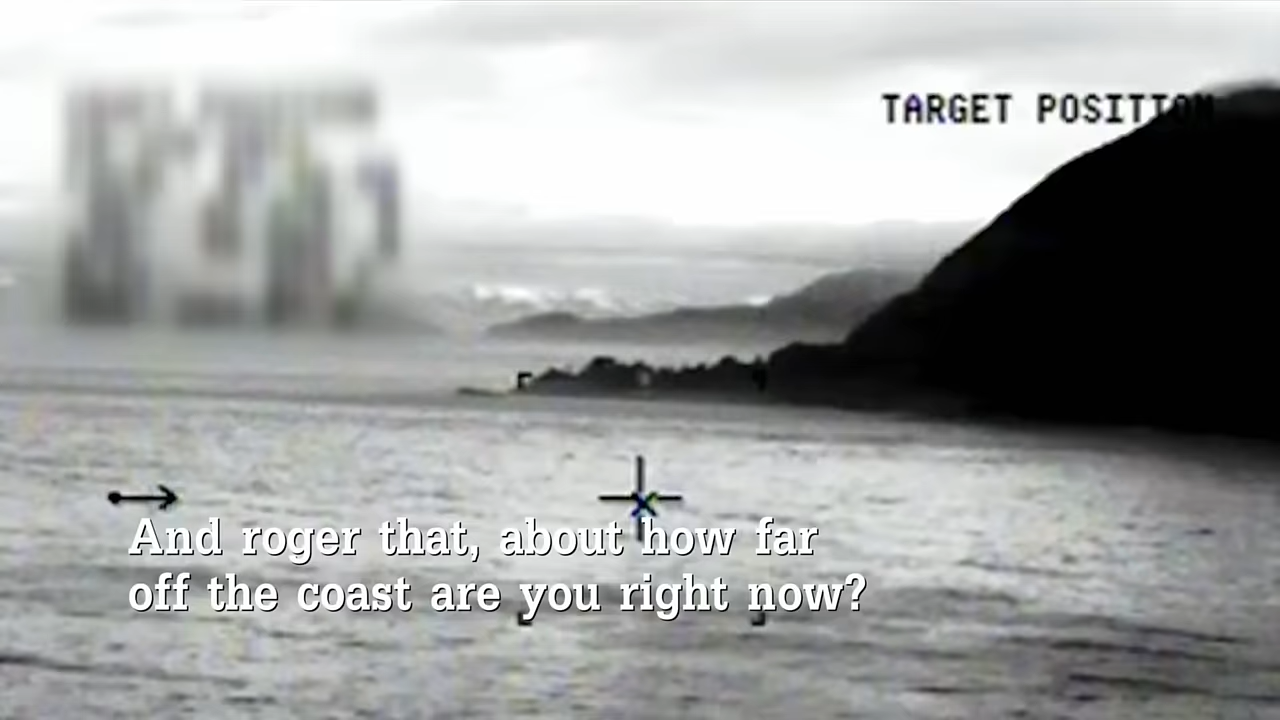 TARGET POSITION
And roger that, about how far
off the coast are you right now?